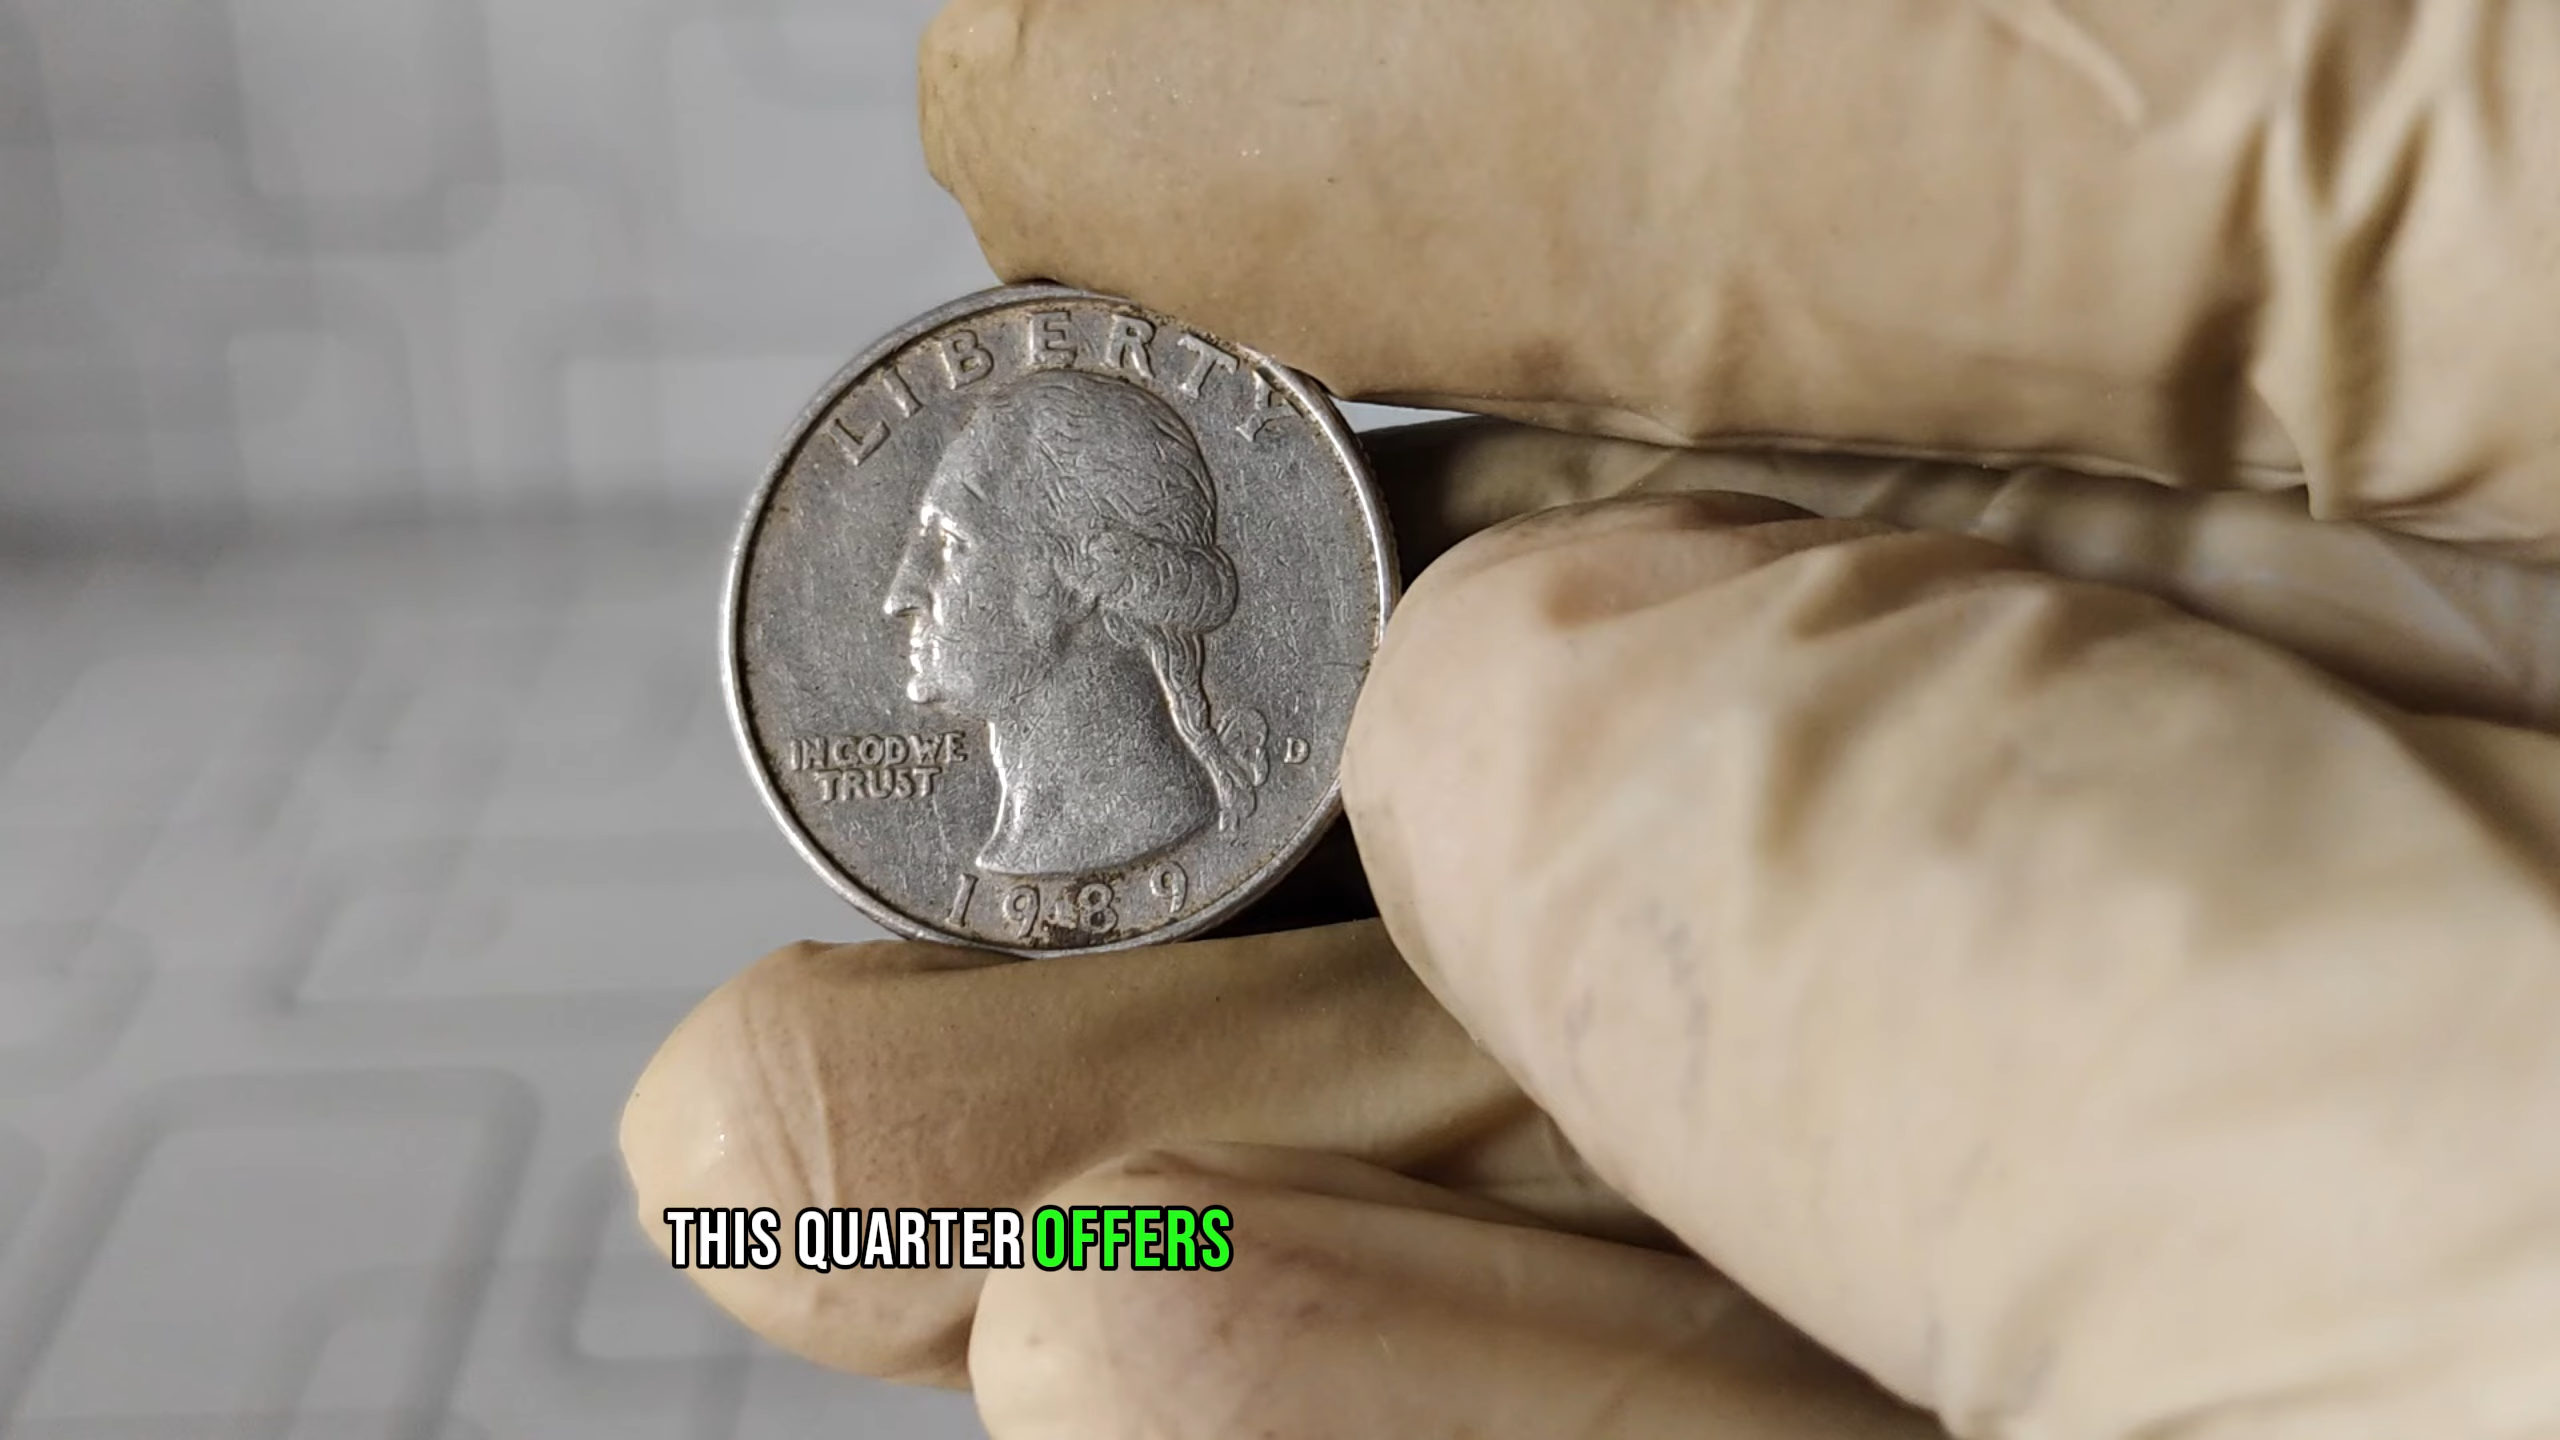 LIBERTY
IN GOD WE
TRUST
D
1989
THIS QUARTER OFFERS